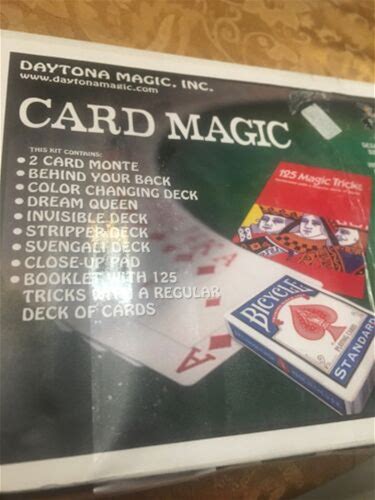 DAYTONA MAGIC, INC.
www.daytonamagic.com
CARD MAGIC
THIS KIT CONTAINS:
• 2 CARD MONTE
• BEHIND YOUR BACK
• COLOR CHANGING DECK
• DREAM QUEEN
• INVISIBLE DECK
• STRIPPER DECK
• SVENGALI DECK
• CLOSE-UP PAD
• BOOKLET WITH 125
TRICKS WITH A REGULAR
DECK OF CARDS
125 Magic Tricks
BICYCLE
PLAYING CARD
STANDARD
A